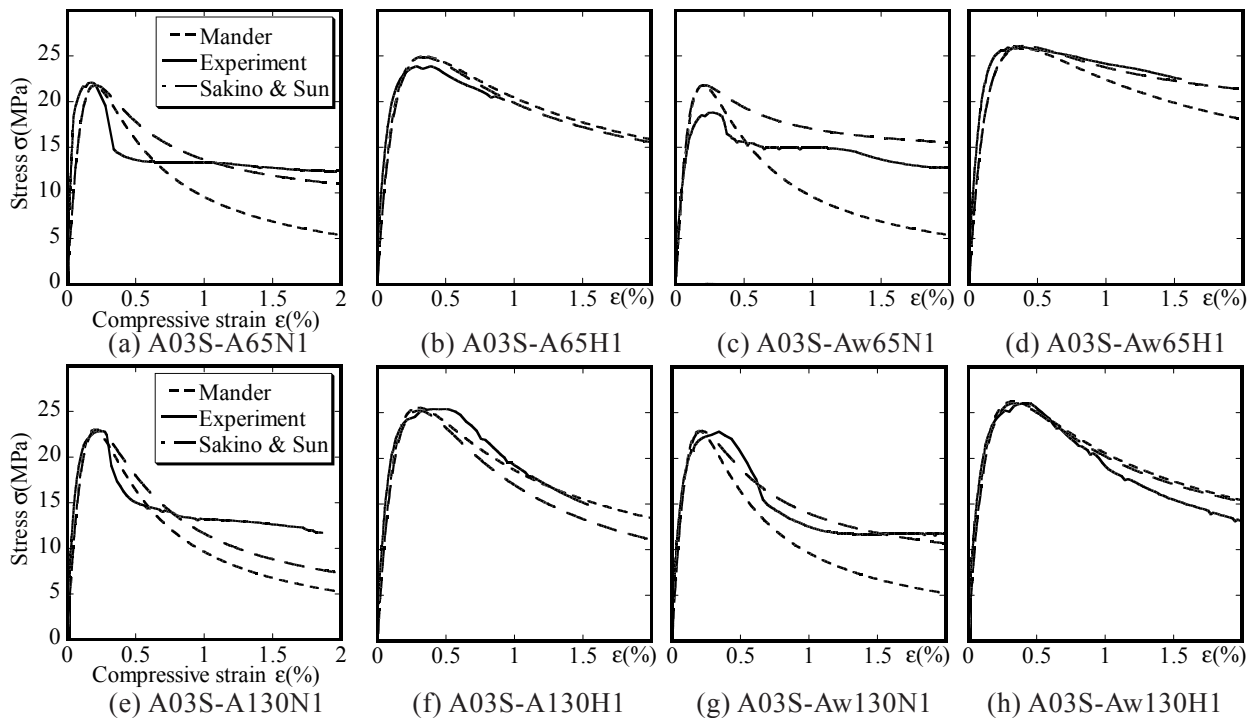 Stress σ(MPa)
25
20
15
10
5
0
Mander
Experiment
Sakino & Sun
0 0.5 1 1.5 2
Compressive strain ε(%)
(a) A03S-A65N1
0 0.5 1 1.5 ε(%)
(b) A03S-A65H1
0 0.5 1 1.5 ε(%)
(c) A03S-Aw65N1
0 0.5 1 1.5 ε(%)
(d) A03S-Aw65H1
Stress σ(MPa)
25
20
15
10
5
0
Mander
Experiment
Sakino & Sun
0 0.5 1 1.5 2
Compressive strain ε(%)
(e) A03S-A130N1
0 0.5 1 1.5 ε(%)
(f) A03S-A130H1
0 0.5 1 1.5 ε(%)
(g) A03S-Aw130N1
0 0.5 1 1.5 ε(%)
(h) A03S-Aw130H1